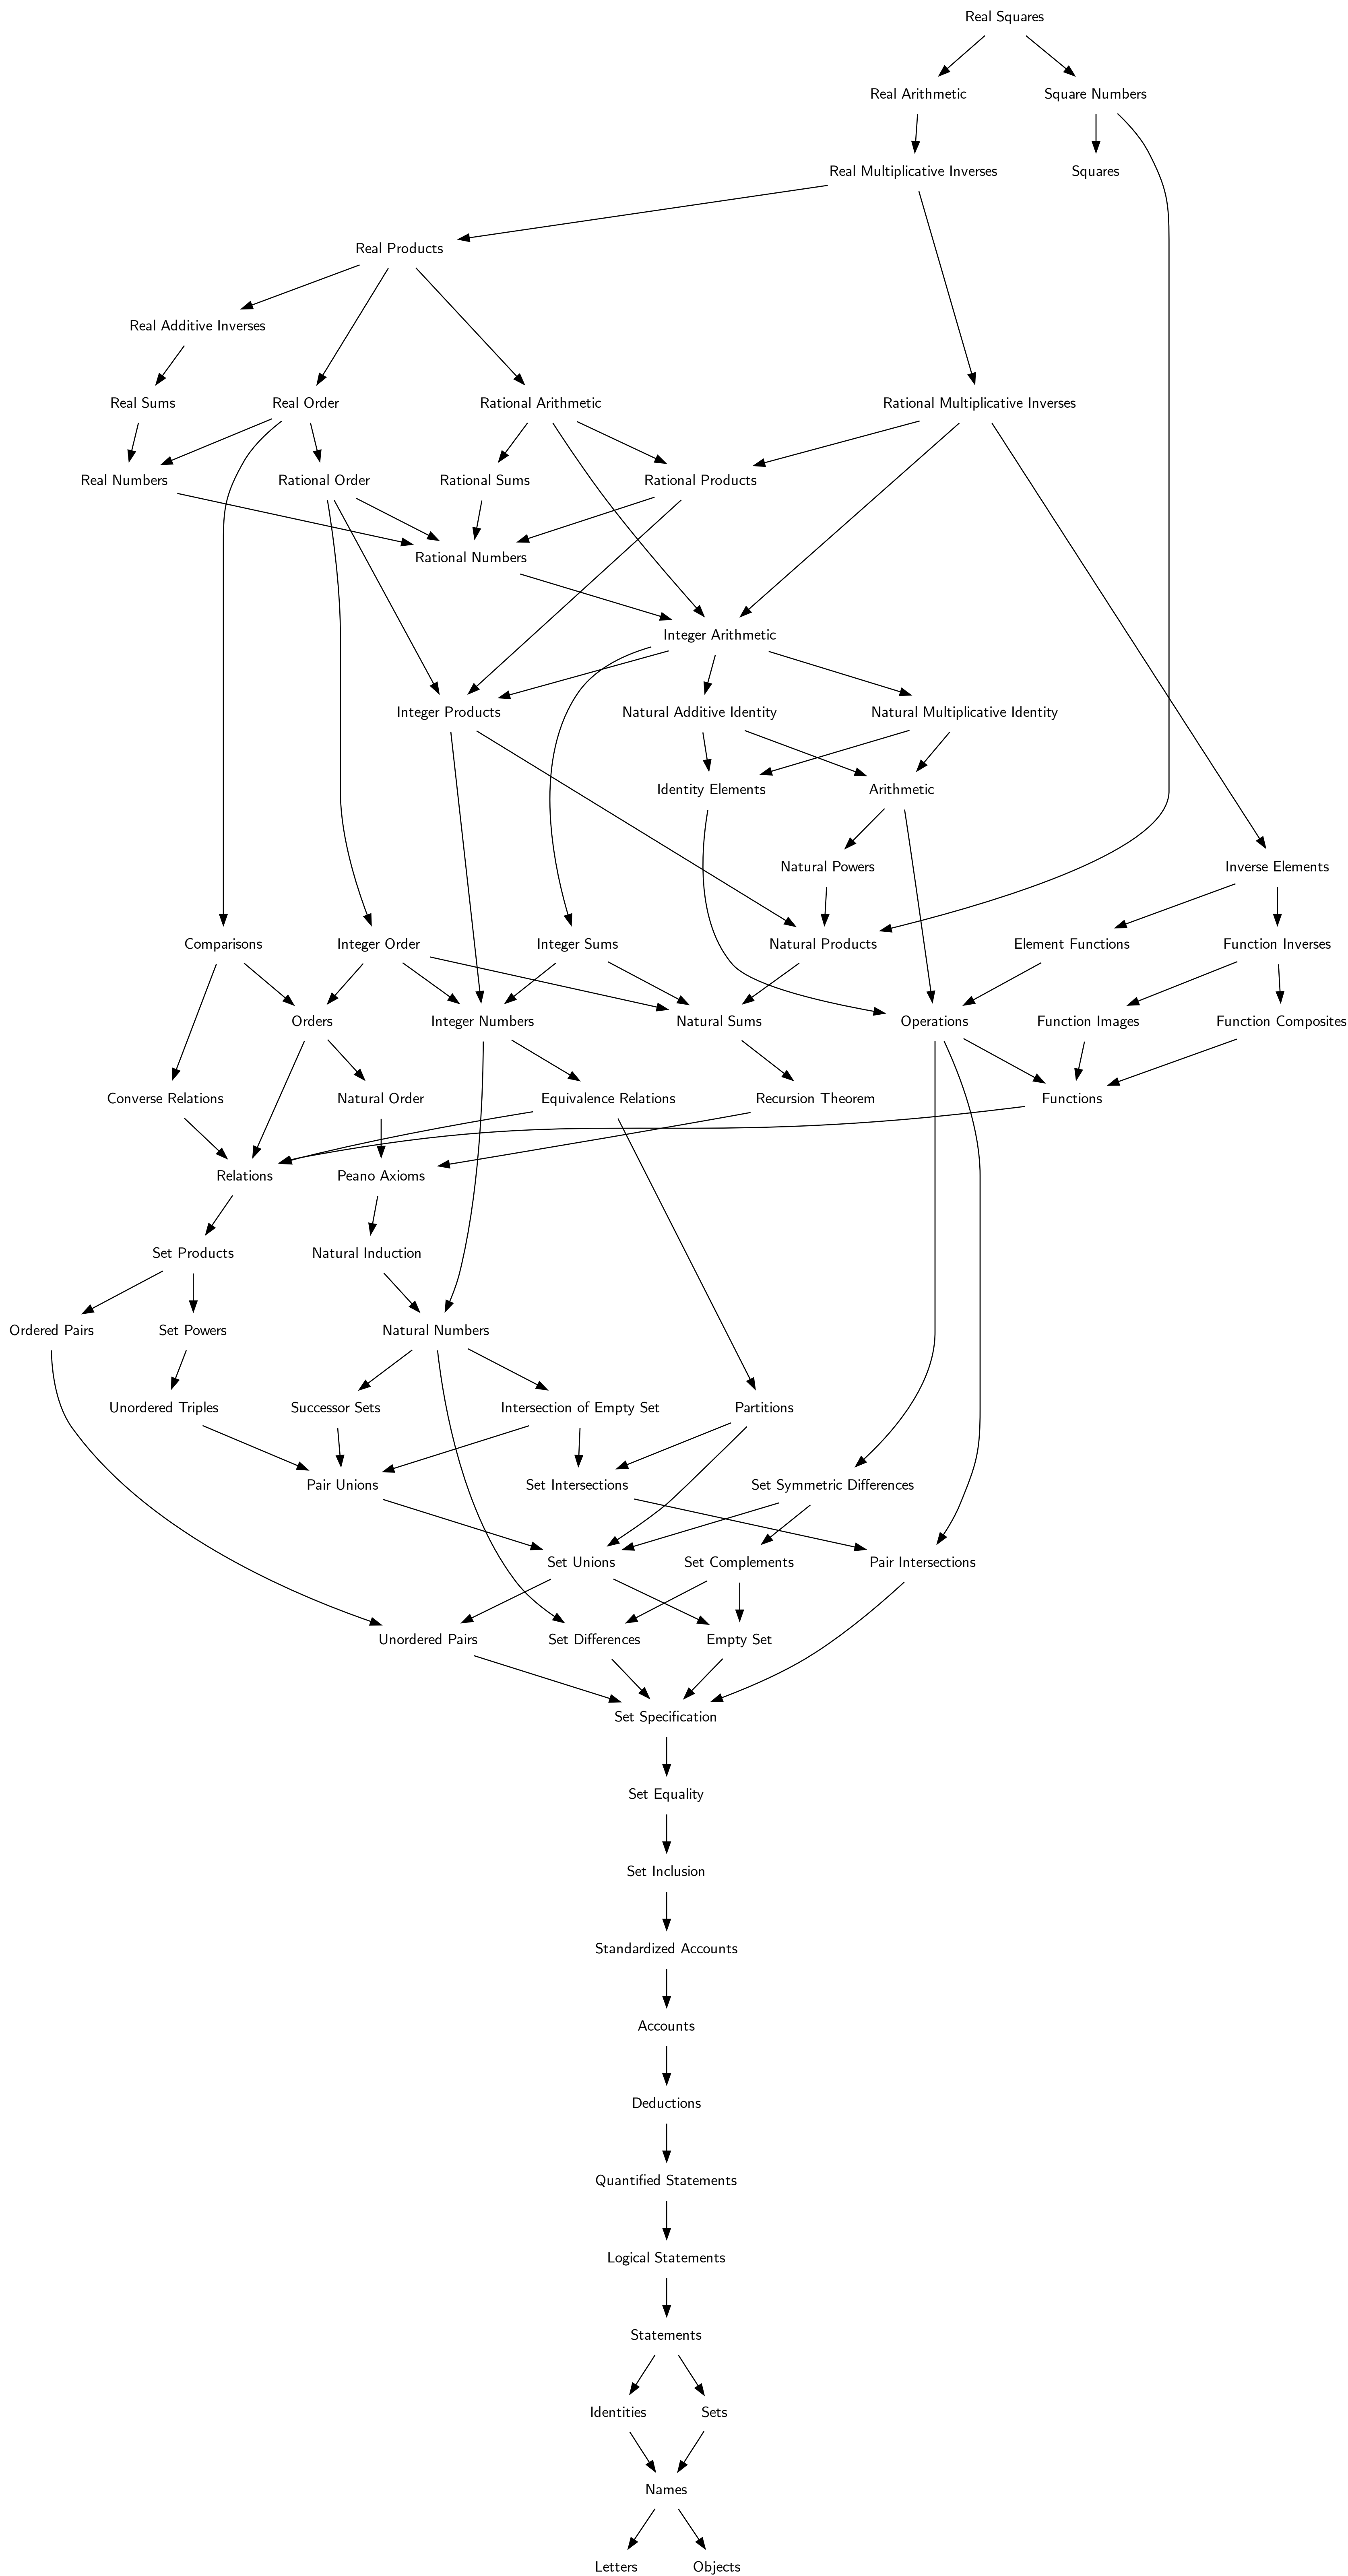 Real Squares
Real Arithmetic
Square Numbers
Real Multiplicative Inverses
Squares
Real Products
Real Additive Inverses
Real Sums
Real Order
Rational Arithmetic
Rational Multiplicative Inverses
Real Numbers
Rational Order
Rational Sums
Rational Products
Rational Numbers
Integer Arithmetic
Integer Products
Natural Additive Identity
Natural Multiplicative Identity
Identity Elements
Arithmetic
Natural Powers
Inverse Elements
Comparisons
Integer Order
Integer Sums
Natural Products
Element Functions
Function Inverses
Orders
Integer Numbers
Natural Sums
Operations
Function Images
Function Composites
Converse Relations
Natural Order
Equivalence Relations
Recursion Theorem
Functions
Relations
Peano Axioms
Set Products
Natural Induction
Ordered Pairs
Set Powers
Natural Numbers
Unordered Triples
Successor Sets
Intersection of Empty Set
Partitions
Pair Unions
Set Intersections
Set Symmetric Differences
Set Unions
Set Complements
Pair Intersections
Unordered Pairs
Set Differences
Empty Set
Set Specification
Set Equality
Set Inclusion
Standardized Accounts
Accounts
Deductions
Quantified Statements
Logical Statements
Statements
Identities
Sets
Names
Letters
Objects